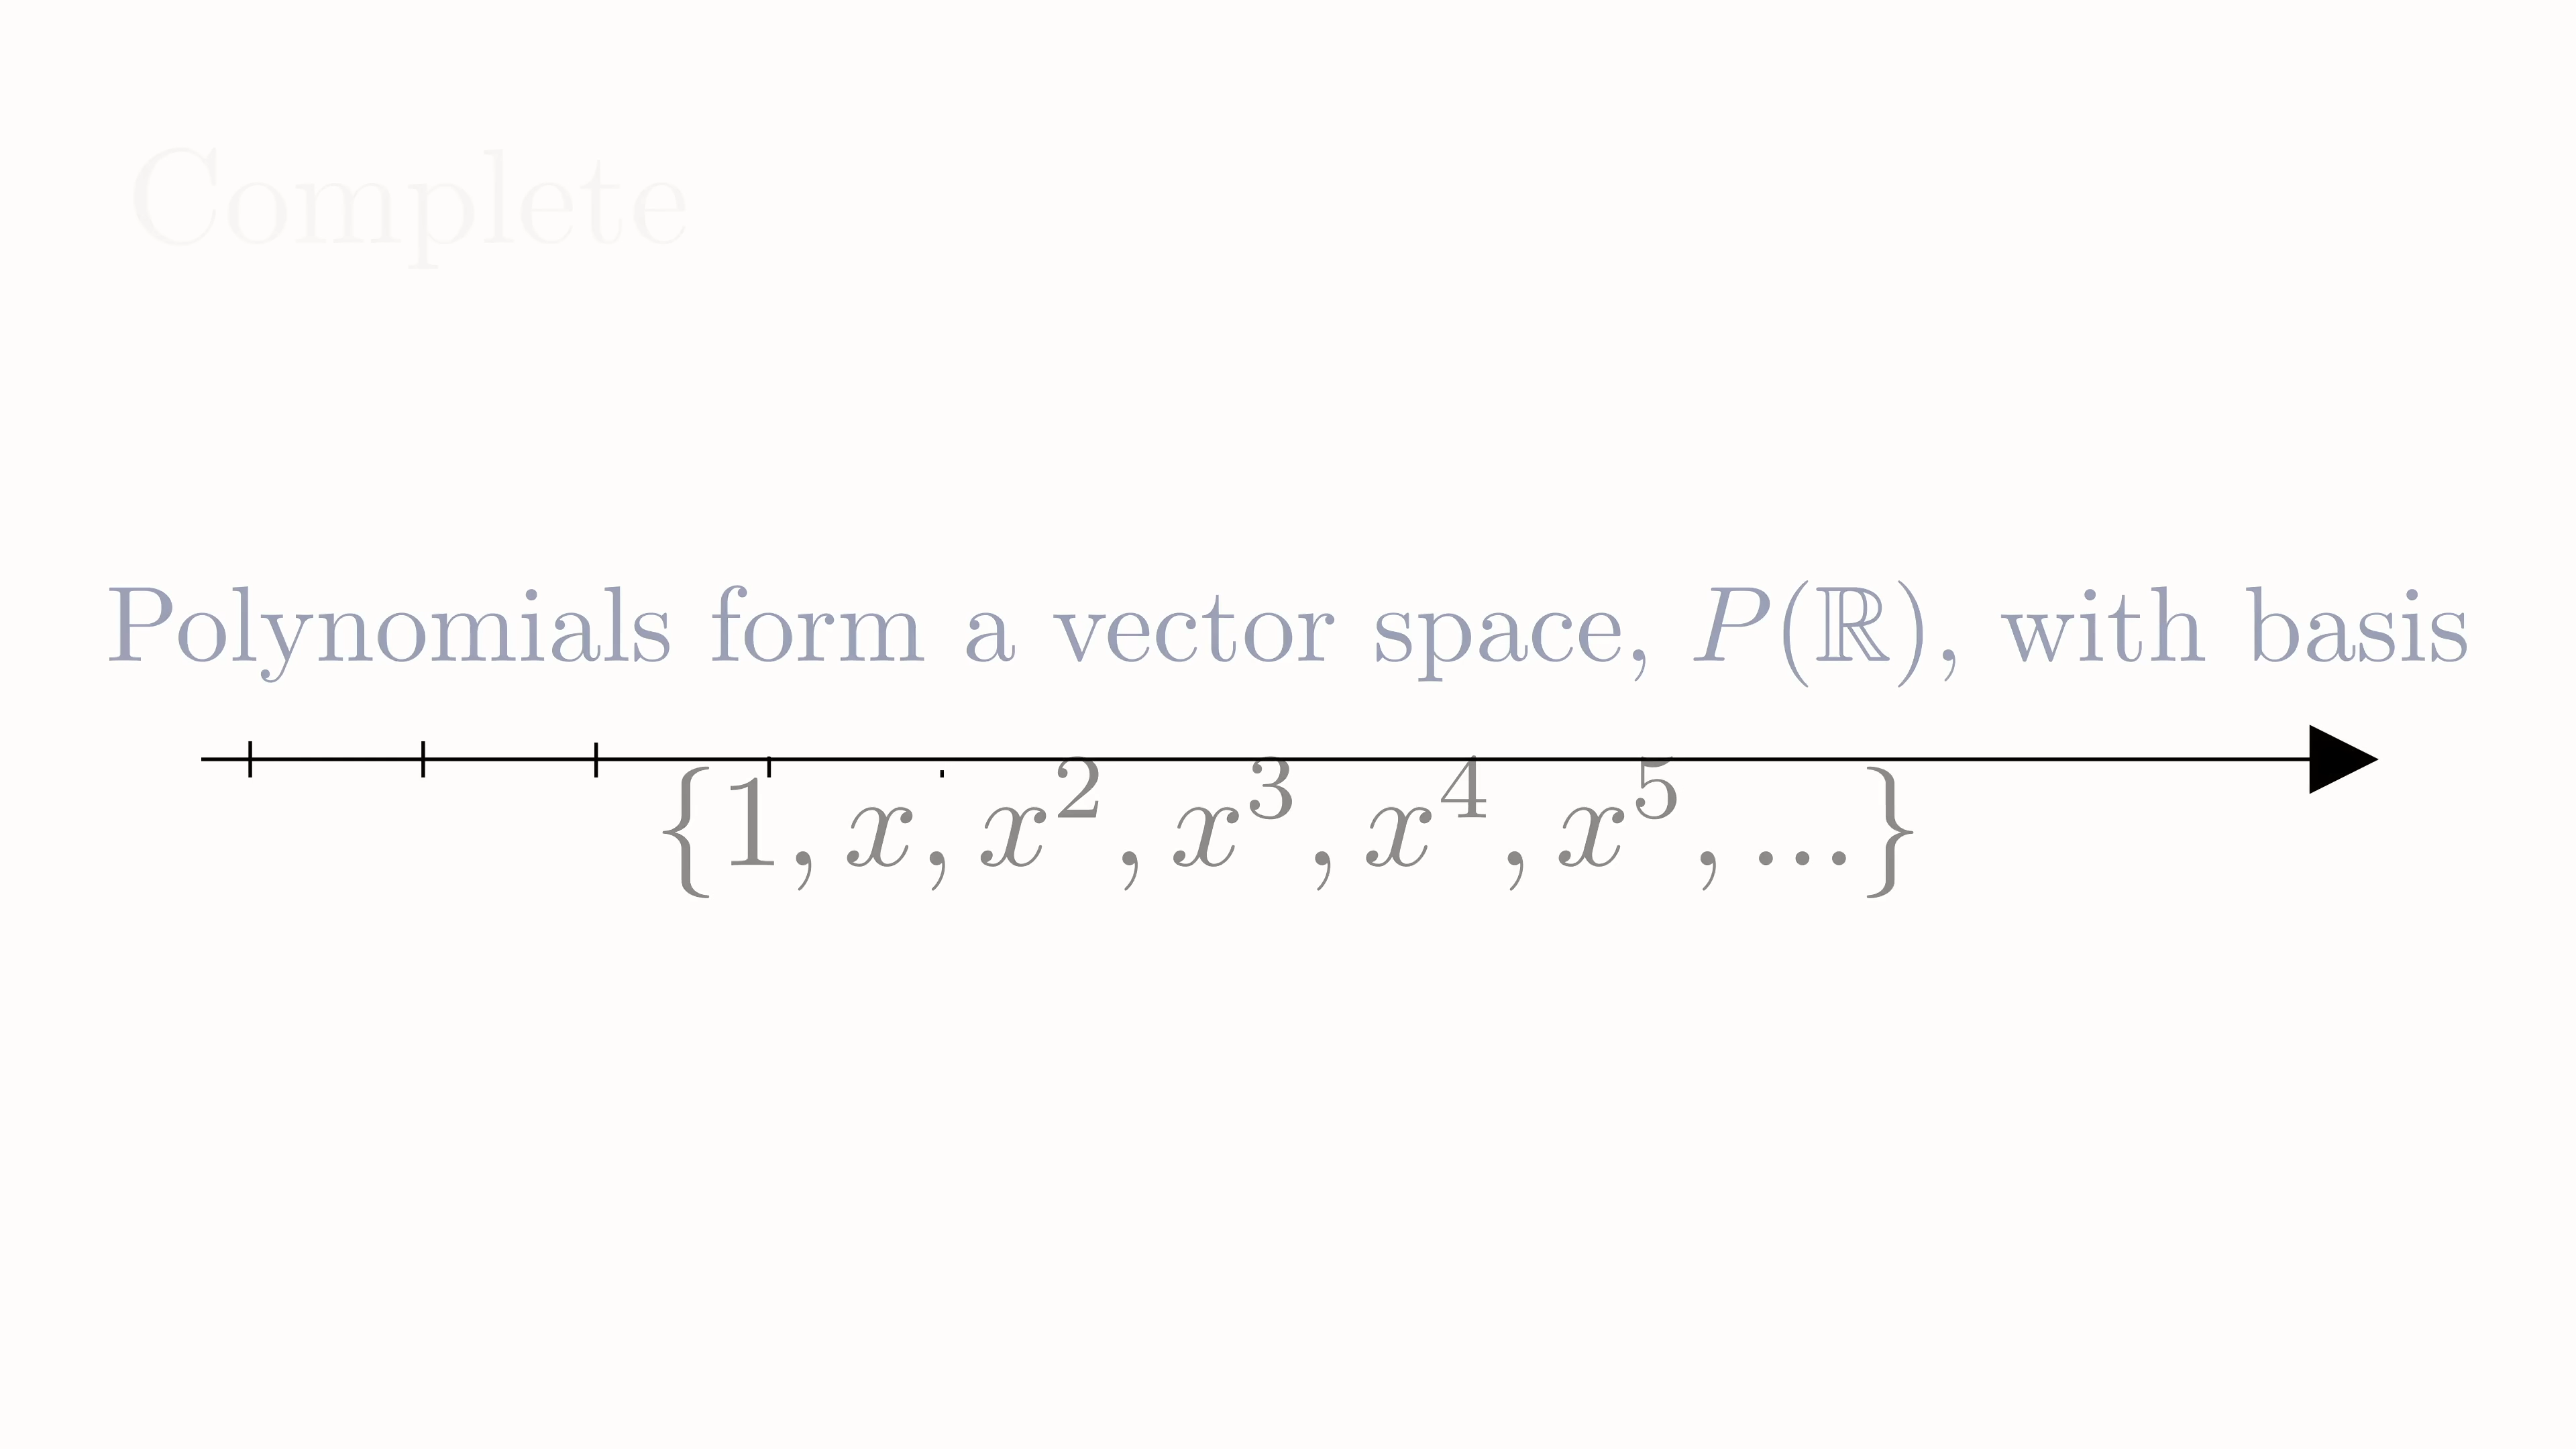 Complete
Polynomials form a vector space, P(ℝ), with basis
{1, x, x², x³, x⁴, x⁵, ...}